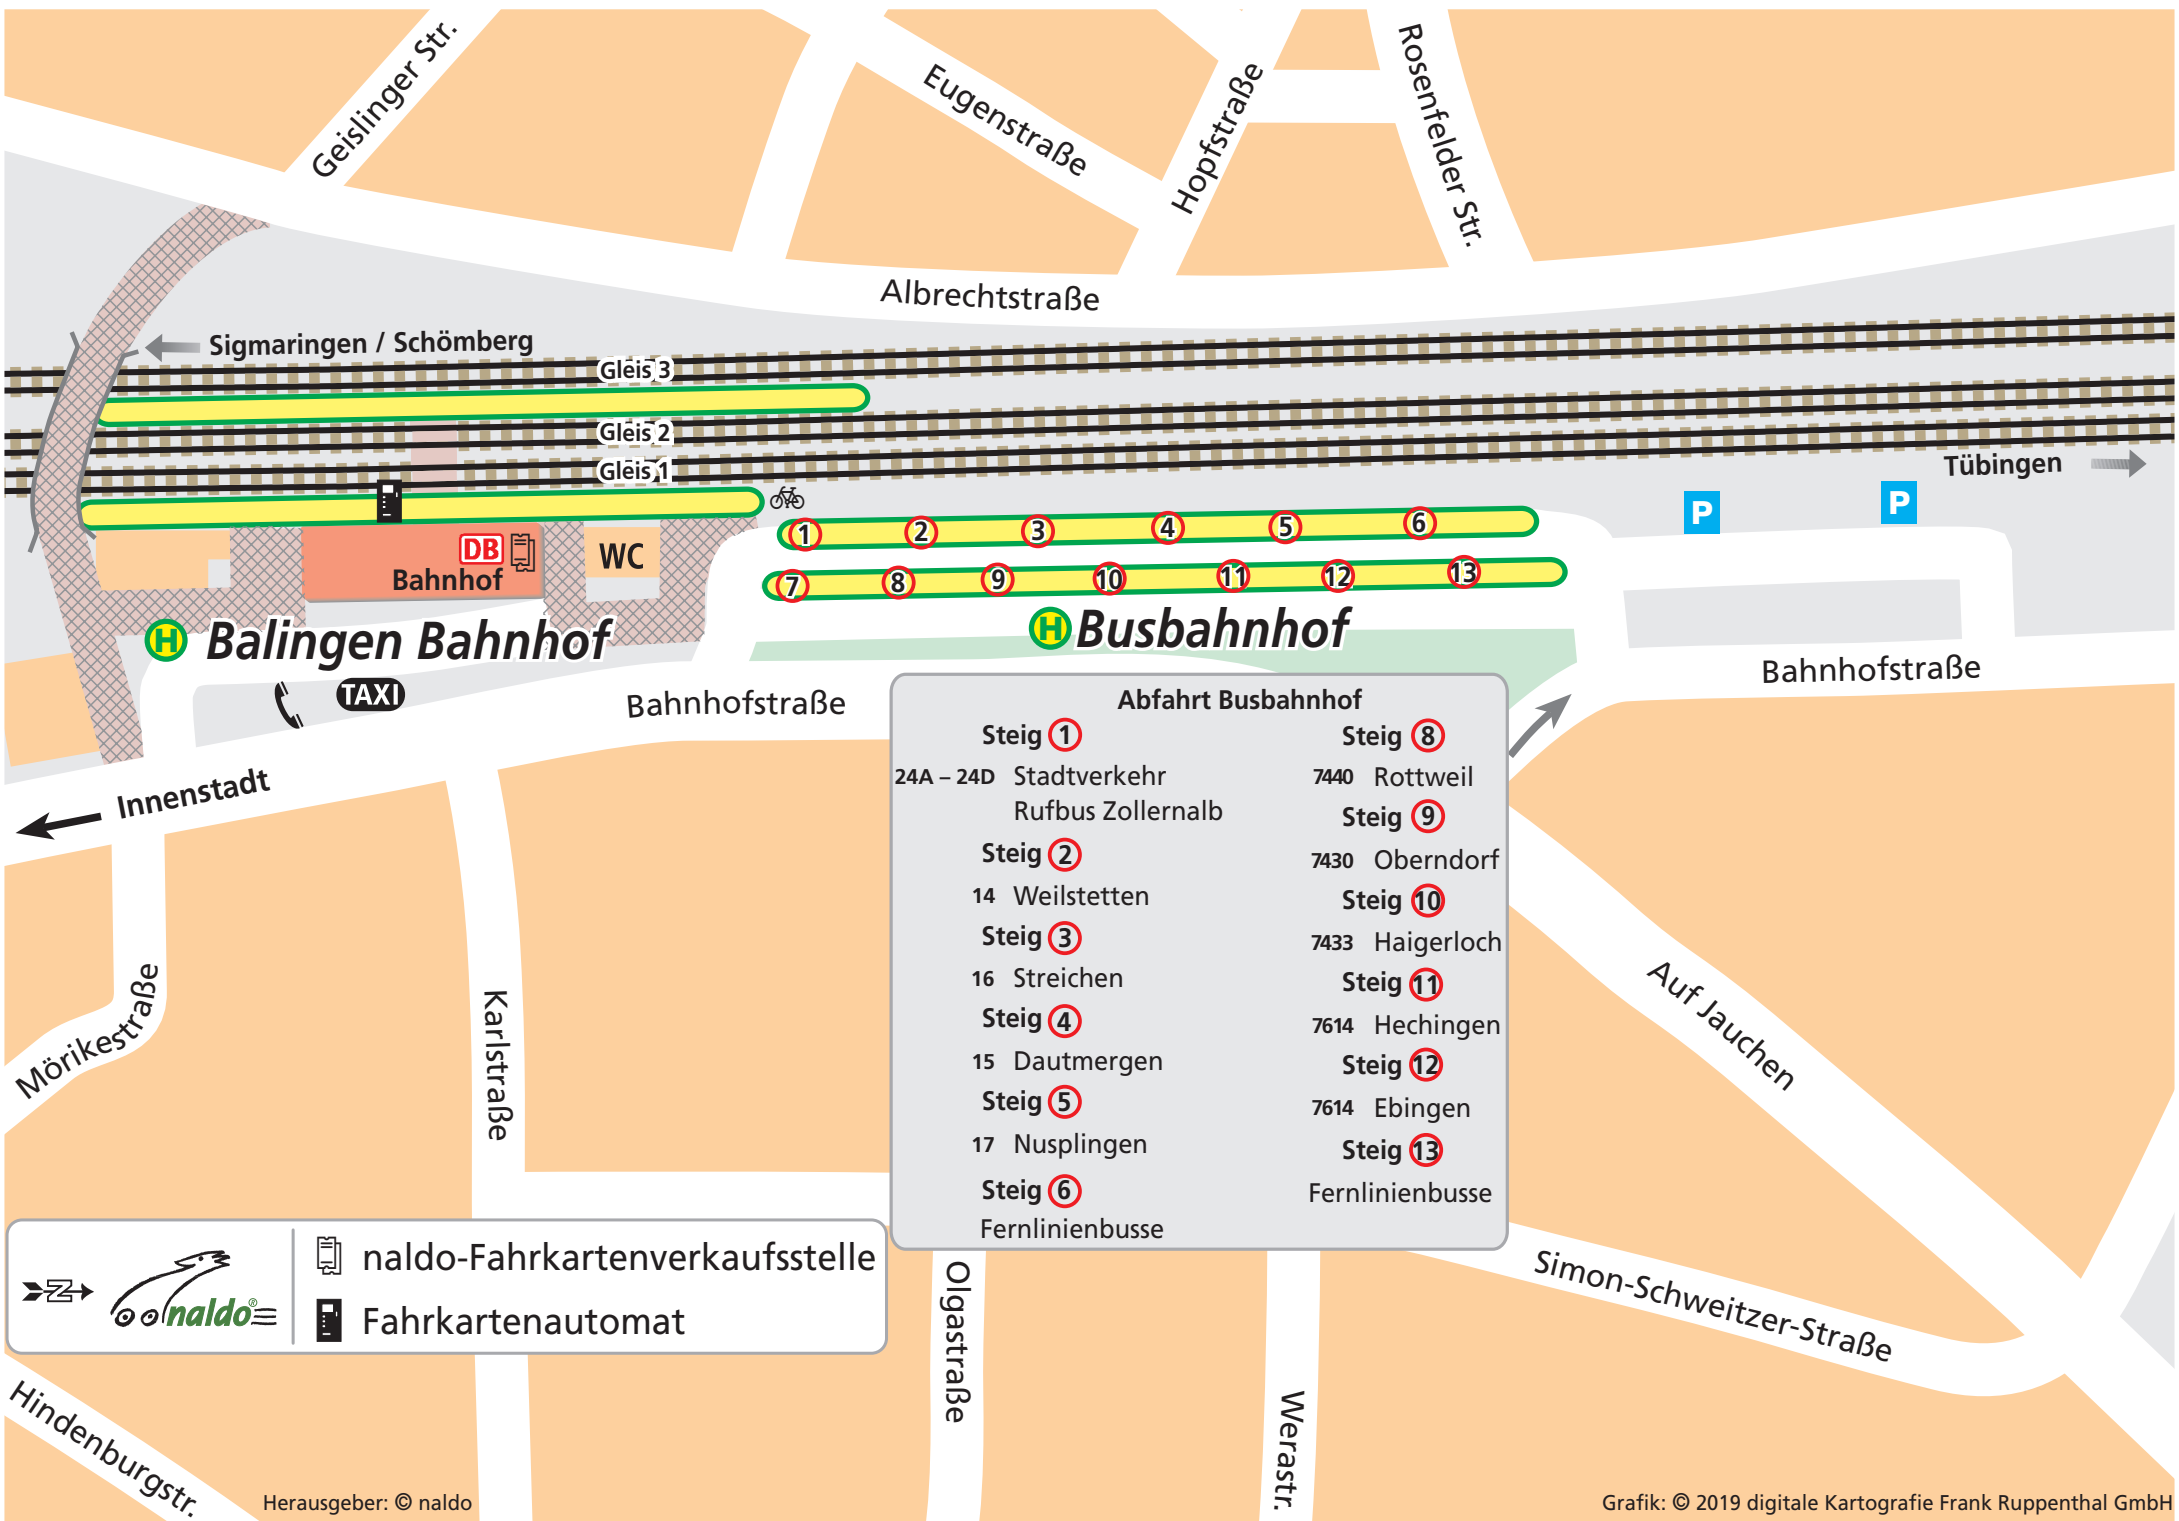 Geislinger Str.
Eugenstraße
Hopfstraße
Rosenfelder Str.
Albrechtstraße
Sigmaringen / Schömberg
Gleis 3
Gleis 2
Gleis 1
Tübingen
P
P
1
2
3
4
5
6
7
8
9
10
11
12
13
DB
Bahnhof
WC
H Balingen Bahnhof
H Busbahnhof
TAXI
Bahnhofstraße
Bahnhofstraße
Innenstadt
Abfahrt Busbahnhof
Steig 1
24A – 24D Stadtverkehr
Rufbus Zollernalb
Steig 2
14 Weilstetten
Steig 3
16 Streichen
Steig 4
15 Dautmergen
Steig 5
17 Nusplingen
Steig 6
Fernlinienbusse
Steig 8
7440 Rottweil
Steig 9
7430 Oberndorf
Steig 10
7433 Haigerloch
Steig 11
7614 Hechingen
Steig 12
7614 Ebingen
Steig 13
Fernlinienbusse
Mörikestraße
Karlstraße
Auf Jauchen
Simon-Schweitzer-Straße
Olgastraße
Werastr.
Hindenburgstr.
N
naldo®
naldo-Fahrkartenverkaufsstelle
Fahrkartenautomat
Herausgeber: © naldo
Grafik: © 2019 digitale Kartografie Frank Ruppenthal GmbH